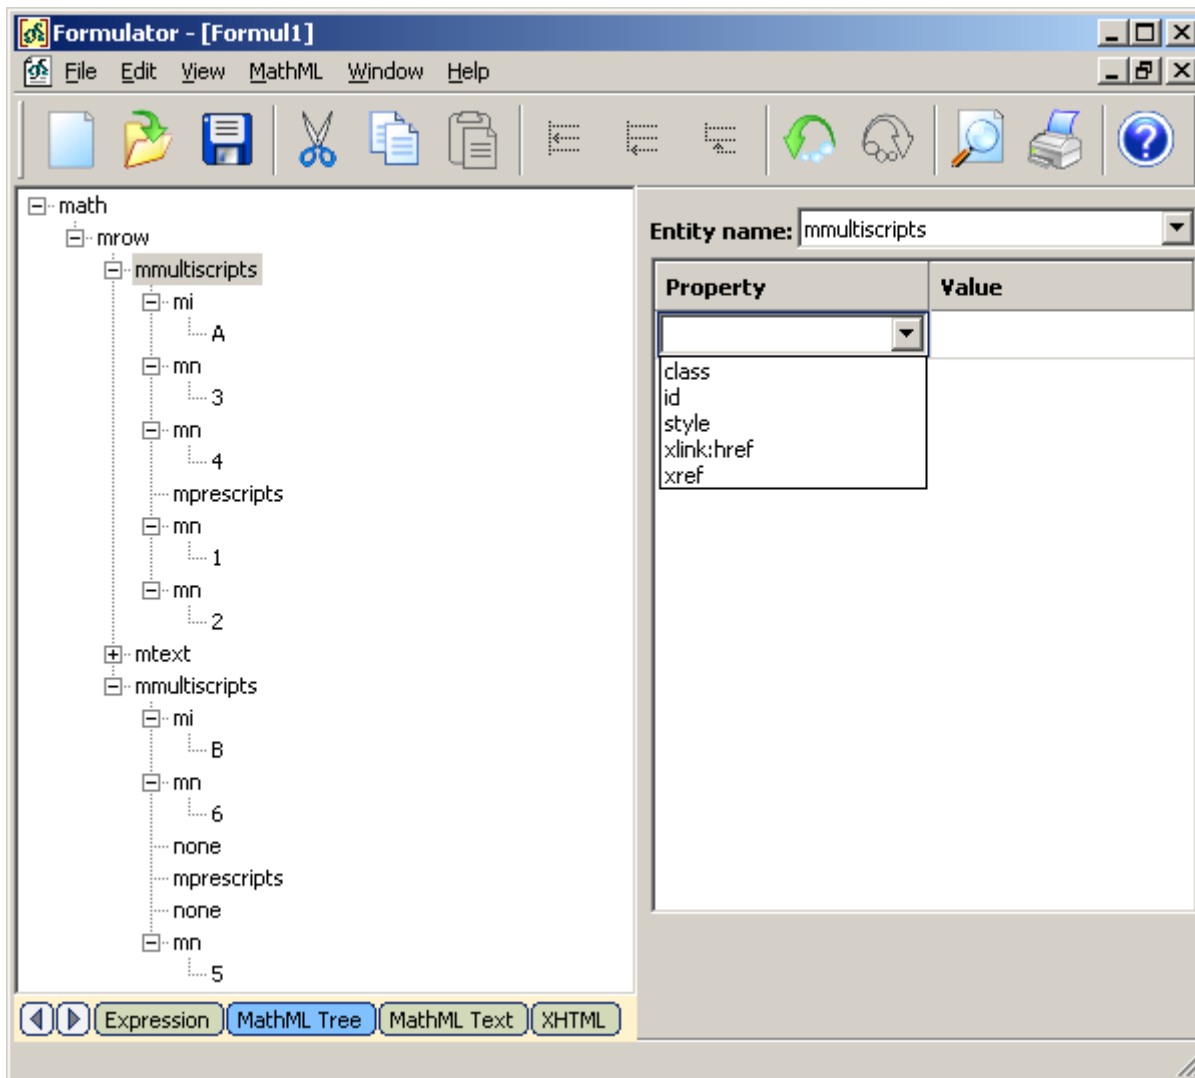 Formulator - [Formul1]
File Edit View MathML Window Help
math
mrow
mmultiscripts
mi
A
mn
3
mn
4
mprescripts
mn
1
mn
2
mtext
mmultiscripts
mi
B
mn
6
none
mprescripts
none
mn
5
Expression MathML Tree MathML Text XHTML
Entity name: mmultiscripts
Property Value
class
id
style
xlink:href
xref